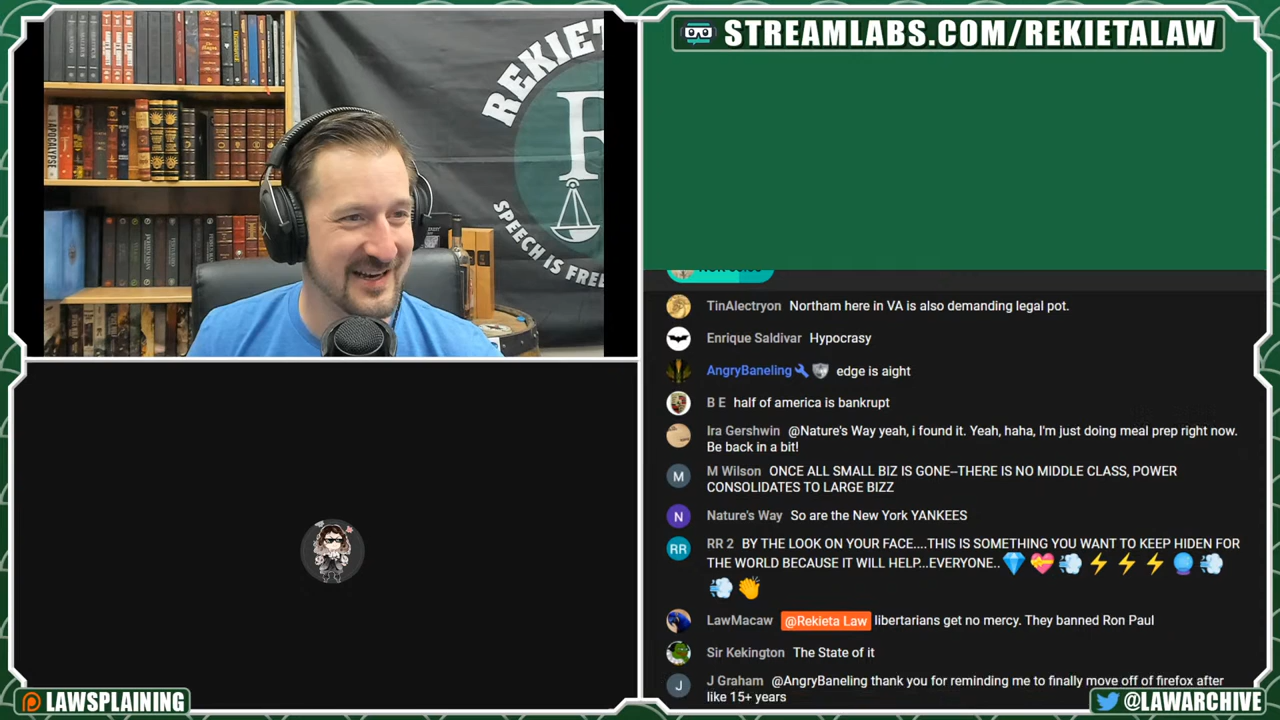 STREAMLABS.COM/REKIETALAW
REKIET
R
SPEECH IS FREE
APOCALYPSE
TinAlectryon Northam here in VA is also demanding legal pot.
Enrique Saldivar Hypocrasy
AngryBaneling edge is aight
B E half of america is bankrupt
Ira Gershwin @Nature's Way yeah, i found it. Yeah, haha, I'm just doing meal prep right now.
Be back in a bit!
M
M Wilson ONCE ALL SMALL BIZ IS GONE–THERE IS NO MIDDLE CLASS, POWER
CONSOLIDATES TO LARGE BIZZ
N
Nature's Way So are the New York YANKEES
RR
RR 2 BY THE LOOK ON YOUR FACE....THIS IS SOMETHING YOU WANT TO KEEP HIDEN FOR
THE WORLD BECAUSE IT WILL HELP...EVERYONE..💎💝💨⚡⚡⚡🔮💨
💨👏
LawMacaw @Rekieta Law libertarians get no mercy. They banned Ron Paul
Sir Kekington The State of it
J
J Graham @AngryBaneling thank you for reminding me to finally move off of firefox after
like 15+ years
LAWSPLAINING
@LAWARCHIVE